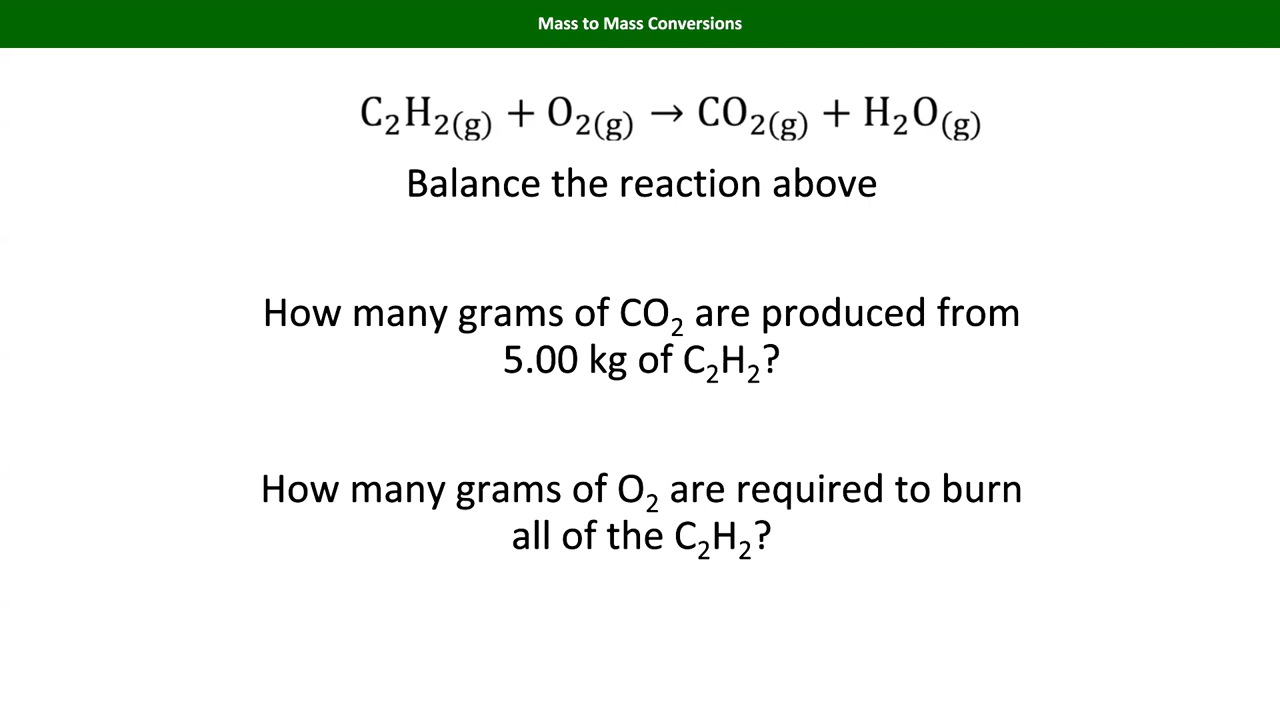 Mass to Mass Conversions
C₂H₂(g) + O₂(g) → CO₂(g) + H₂O(g)
Balance the reaction above
How many grams of CO₂ are produced from
5.00 kg of C₂H₂?
How many grams of O₂ are required to burn
all of the C₂H₂?